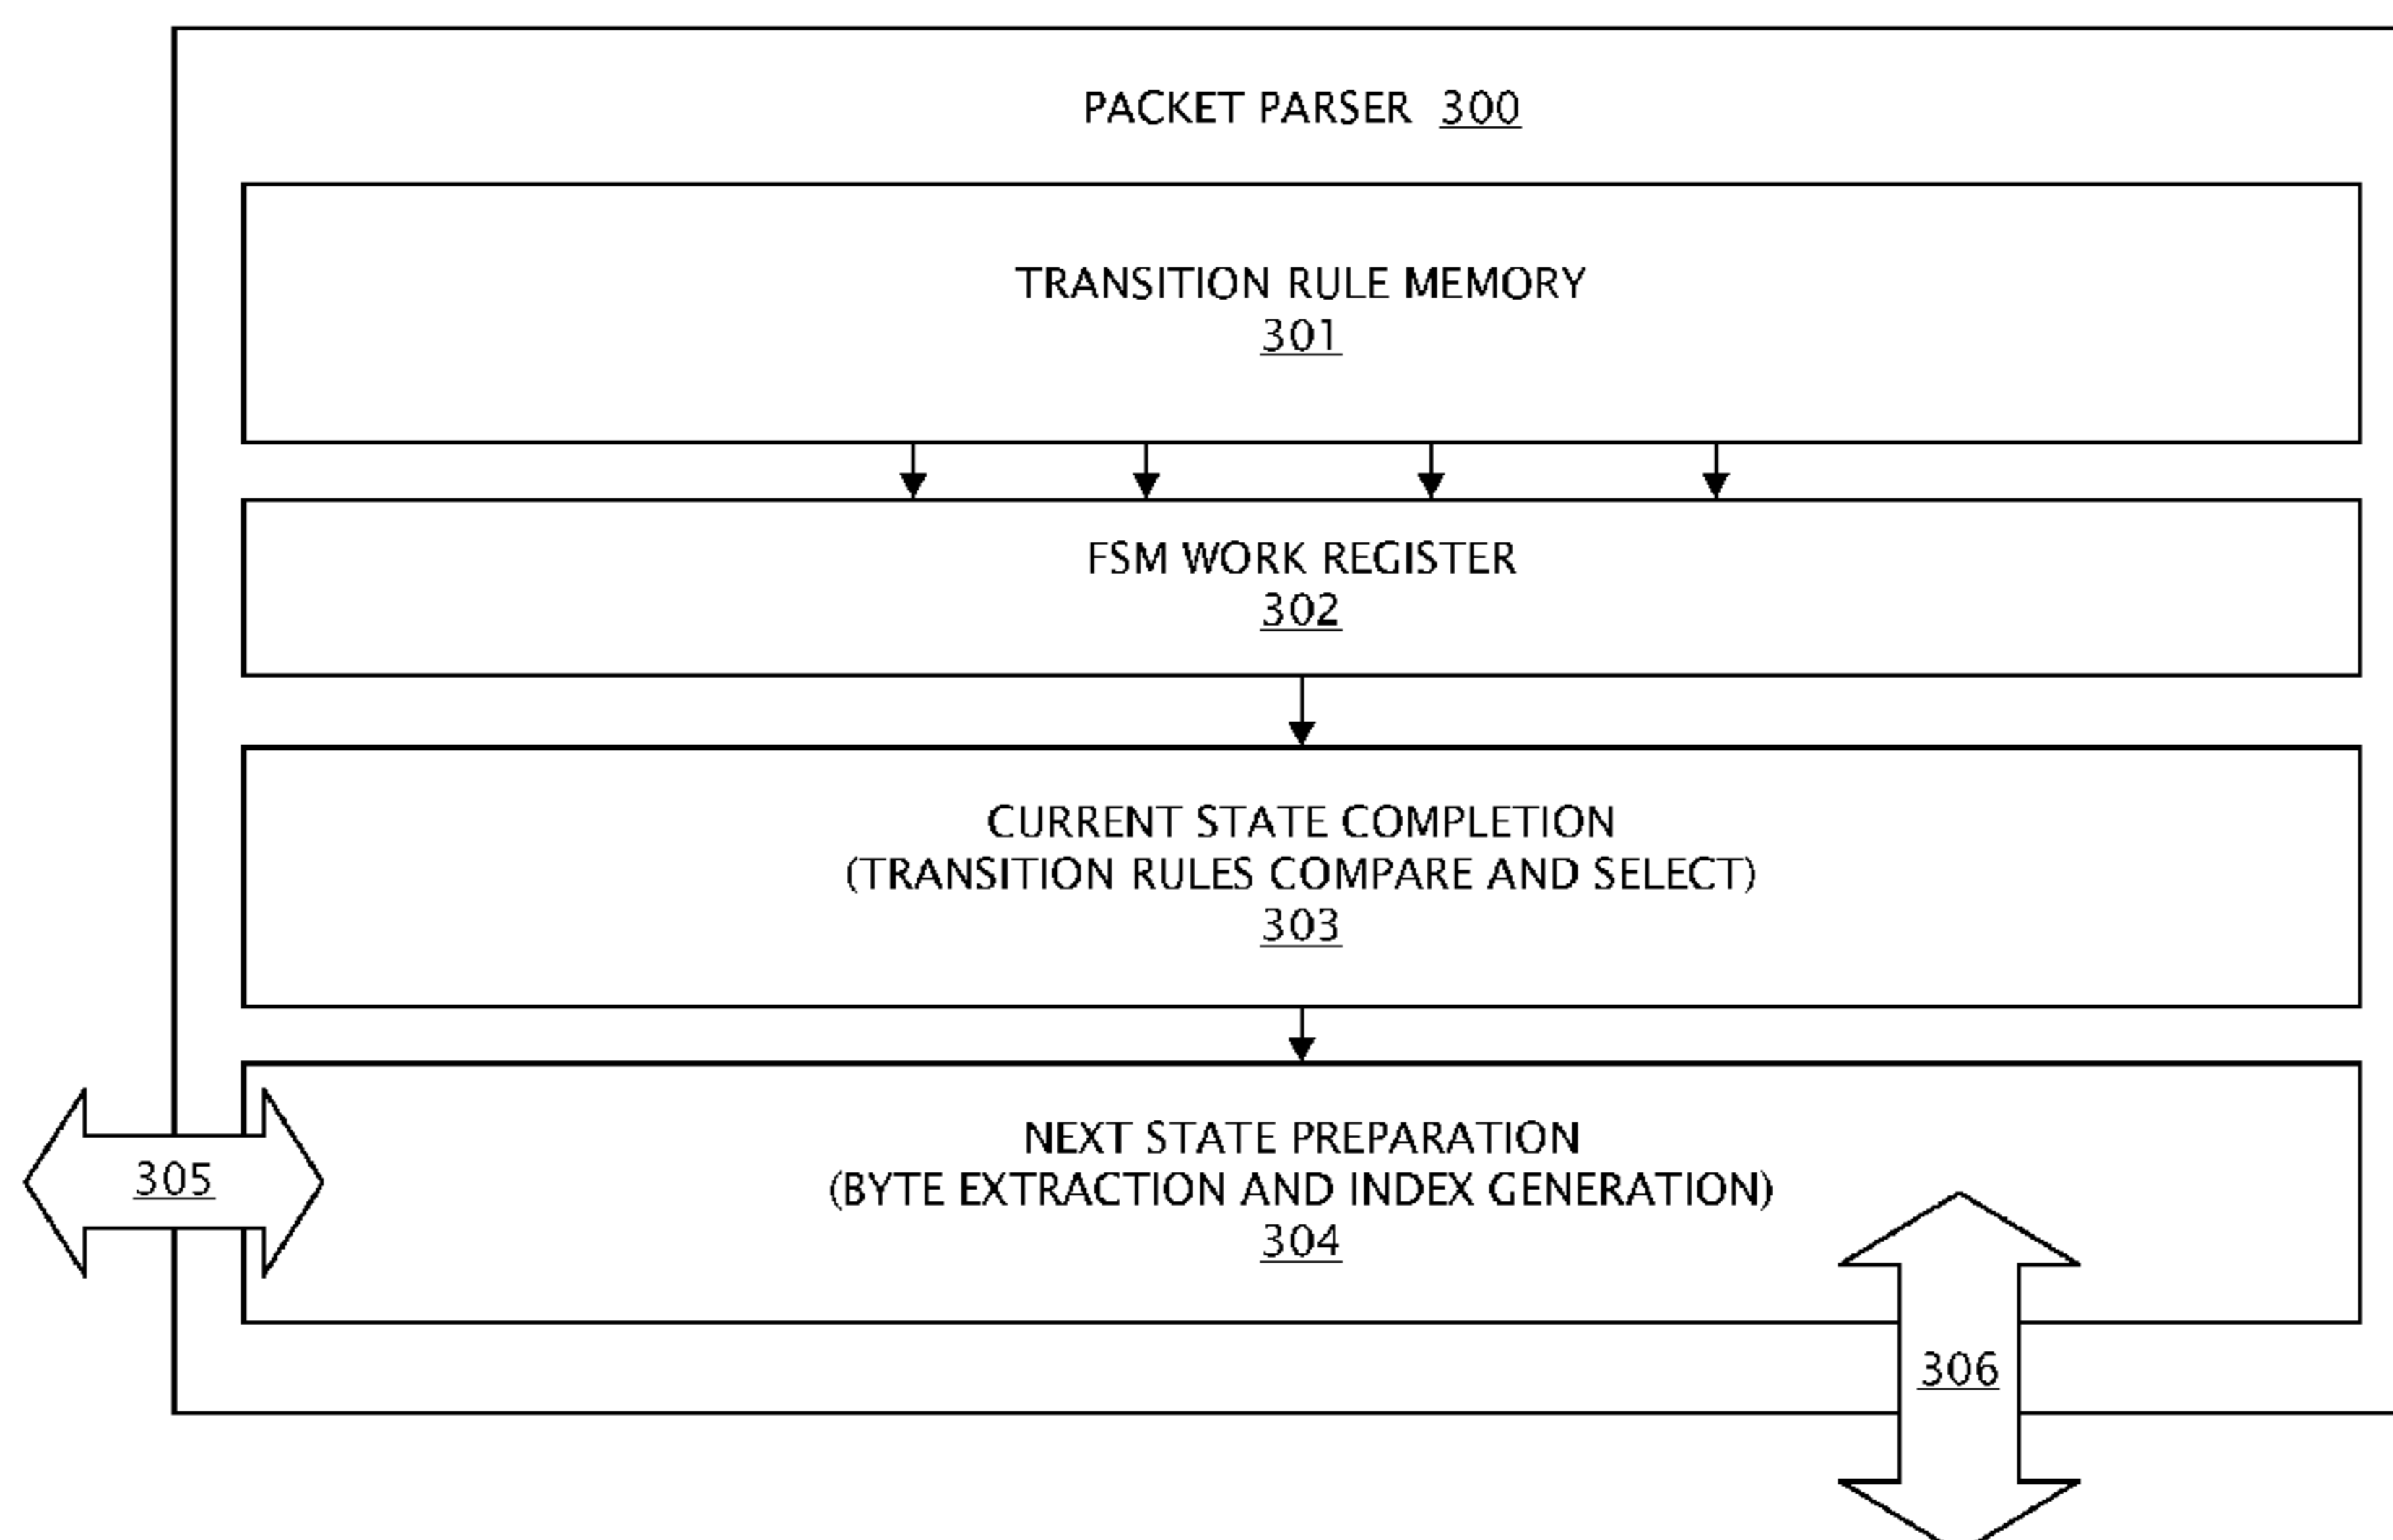 PACKET PARSER 300
TRANSITION RULE MEMORY
301
FSM WORK REGISTER
302
CURRENT STATE COMPLETION
(TRANSITION RULES COMPARE AND SELECT)
303
NEXT STATE PREPARATION
(BYTE EXTRACTION AND INDEX GENERATION)
304
305
306